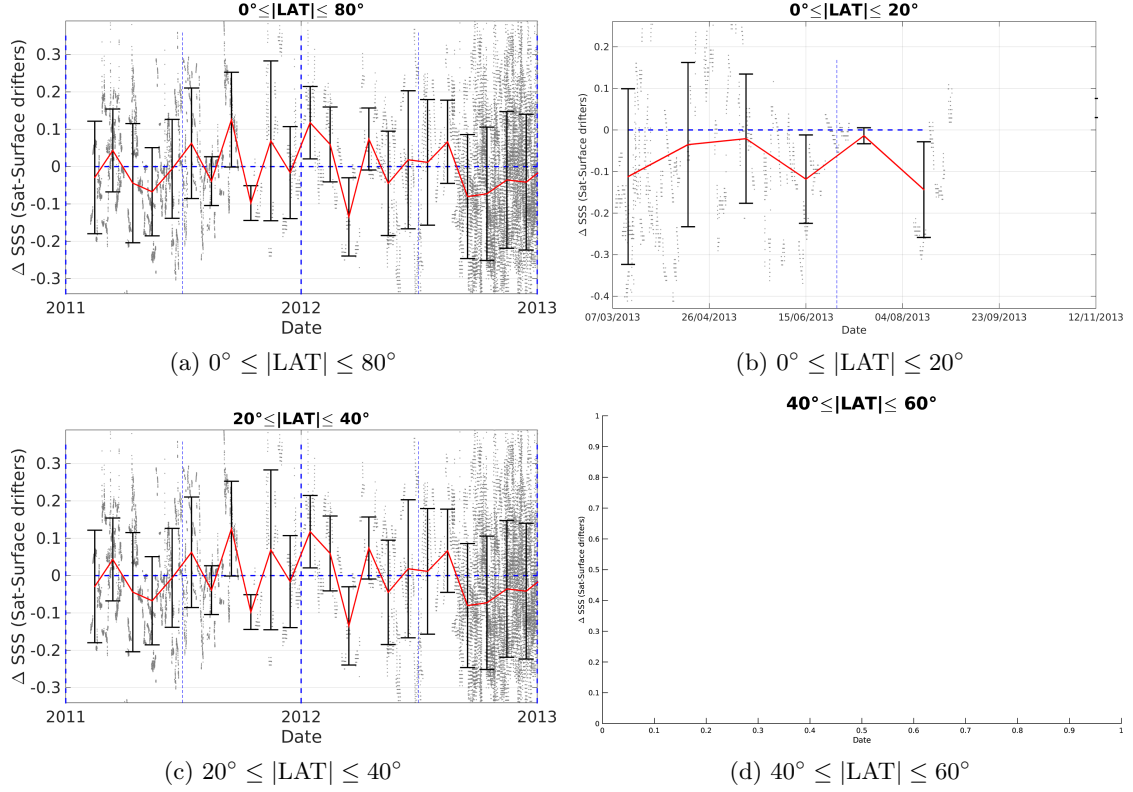 0°≤|LAT|≤ 80°
Δ SSS (Sat-Surface drifters)
0.3
0.2
0.1
0
-0.1
-0.2
-0.3
2011 2012 2013
Date
(a) 0° ≤ |LAT| ≤ 80°
0°≤|LAT|≤ 20°
Δ SSS (Sat-Surface drifters)
0.2
0.1
0
-0.1
-0.2
-0.3
-0.4
07/03/2013 26/04/2013 15/06/2013 04/08/2013 23/09/2013 12/11/2013
Date
(b) 0° ≤ |LAT| ≤ 20°
20°≤|LAT|≤ 40°
Δ SSS (Sat-Surface drifters)
0.3
0.2
0.1
0
-0.1
-0.2
-0.3
2011 2012 2013
Date
(c) 20° ≤ |LAT| ≤ 40°
40°≤|LAT|≤ 60°
Δ SSS (Sat-Surface drifters)
1
0.9
0.8
0.7
0.6
0.5
0.4
0.3
0.2
0.1
0
0 0.1 0.2 0.3 0.4 0.5 0.6 0.7 0.8 0.9 1
Date
(d) 40° ≤ |LAT| ≤ 60°